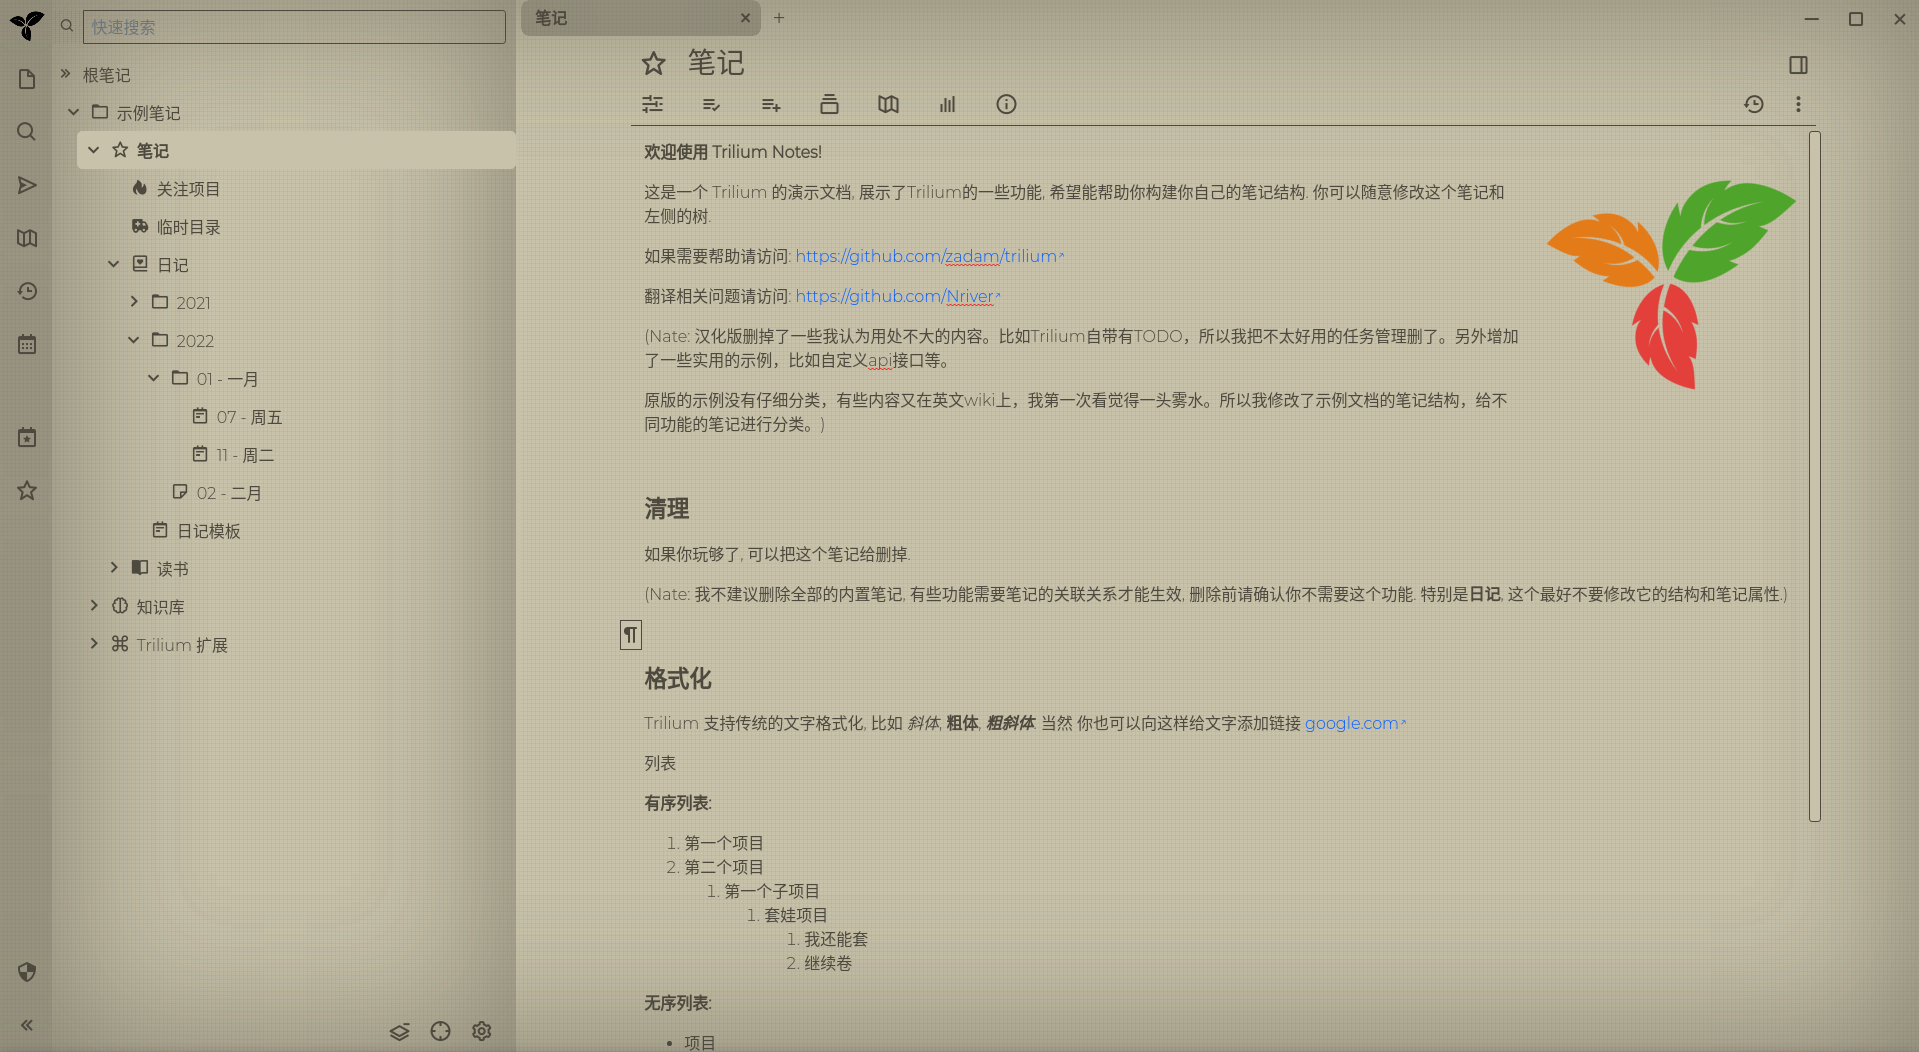 快速搜索
根笔记
示例笔记
笔记
关注项目
临时目录
日记
2021
2022
01 - 一月
07 - 周五
11 - 周二
02 - 二月
日记模板
读书
知识库
Trilium 扩展
笔记
笔记
欢迎使用 Trilium Notes!
这是一个 Trilium 的演示文档, 展示了Trilium的一些功能, 希望能帮助你构建你自己的笔记结构. 你可以随意修改这个笔记和
左侧的树.
如果需要帮助请访问: https://github.com/zadam/trilium
翻译相关问题请访问: https://github.com/Nriver
(Nate: 汉化版删掉了一些我认为用处不大的内容。比如Trilium自带有TODO，所以我把不太好用的任务管理删了。另外增加
了一些实用的示例，比如自定义api接口等。
原版的示例没有仔细分类，有些内容又在英文wiki上，我第一次看觉得一头雾水。所以我修改了示例文档的笔记结构，给不
同功能的笔记进行分类。)
清理
如果你玩够了, 可以把这个笔记给删掉.
(Nate: 我不建议删除全部的内置笔记, 有些功能需要笔记的关联关系才能生效, 删除前请确认你不需要这个功能. 特别是日记, 这个最好不要修改它的结构和笔记属性.)
格式化
Trilium 支持传统的文字格式化, 比如 斜体, 粗体, 粗斜体. 当然 你也可以向这样给文字添加链接 google.com
列表
有序列表:
1. 第一个项目
2. 第二个项目
1. 第一个子项目
1. 套娃项目
1. 我还能套
2. 继续卷
无序列表:
• 项目